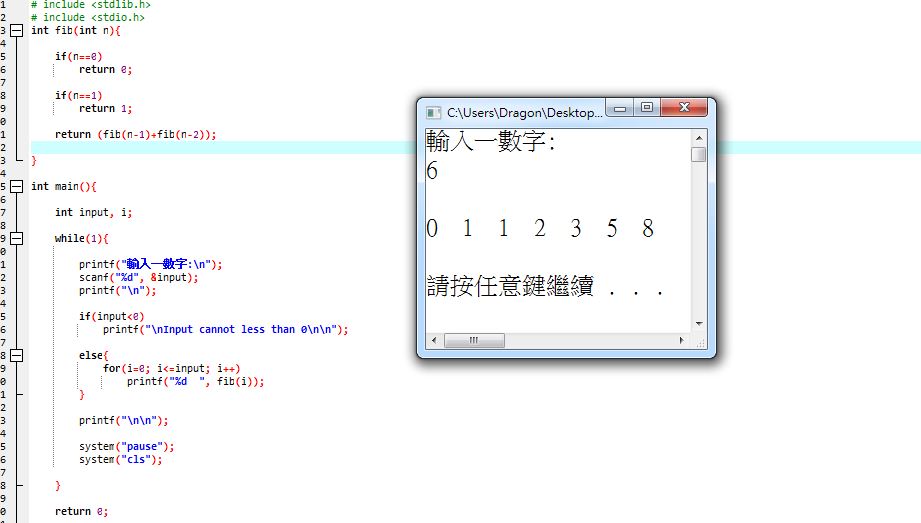 1 # include <stdlib.h>
2 # include <stdio.h>
3 int fib(int n){
4
5 if(n==0)
6 return 0;
7
8 if(n==1)
9 return 1;
0
1 return (fib(n-1)+fib(n-2));
2
3 }
4
5 int main(){
6
7 int input, i;
8
9 while(1){
0
1 printf("輸入一數字:\n");
2 scanf("%d", &input);
3 printf("\n");
4
5 if(input<0)
6 printf("\nInput cannot less than 0\n\n");
7
8 else{
9 for(i=0; i<=input; i++)
0 printf("%d  ", fib(i));
1 }
2
3 printf("\n\n");
4
5 system("pause");
6 system("cls");
7
8 }
9
0 return 0;
C:\Users\Dragon\Desktop...
輸入一數字:
6
0 1 1 2 3 5 8
請按任意鍵繼續 . . .